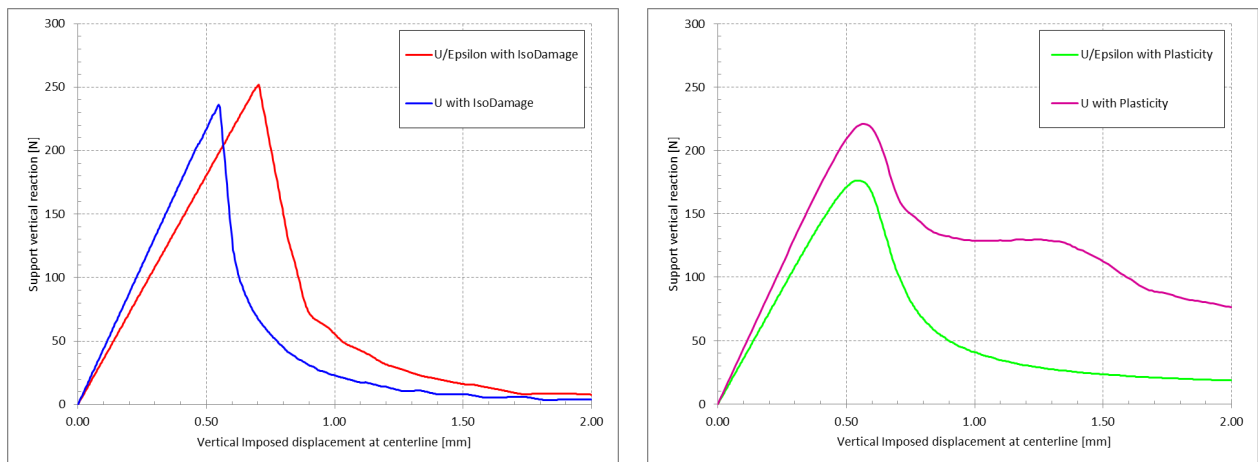 300
250
200
150
100
50
0
0.00 0.50 1.00 1.50 2.00
Support vertical reaction [N]
Vertical Imposed displacement at centerline [mm]
U/Epsilon with IsoDamage
U with IsoDamage
300
250
200
150
100
50
0
0.00 0.50 1.00 1.50 2.00
Support vertical reaction [N]
Vertical Imposed displacement at centerline [mm]
U/Epsilon with Plasticity
U with Plasticity